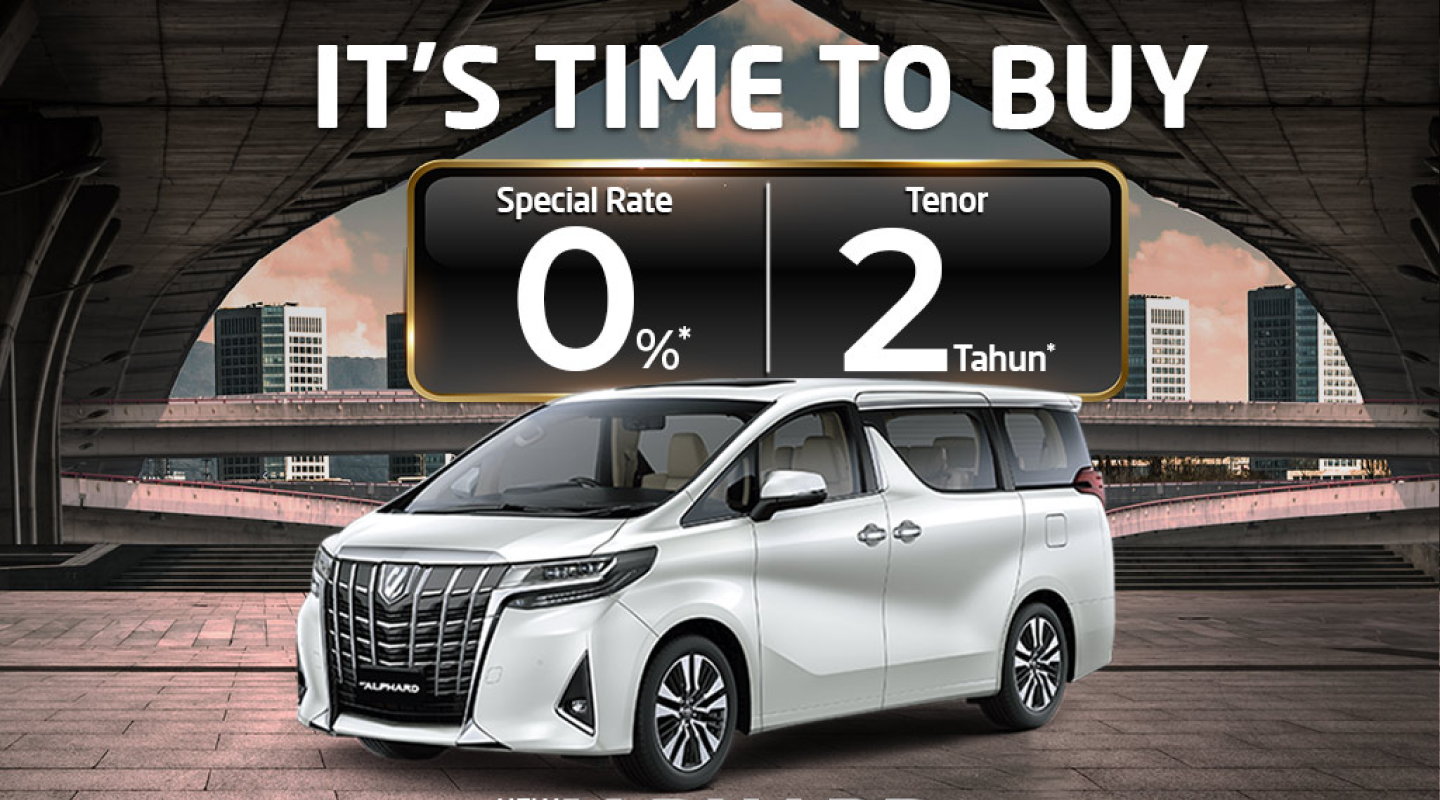 IT'S TIME TO BUY
Special Rate
0%*
Tenor
2 Tahun*
ALPHARD